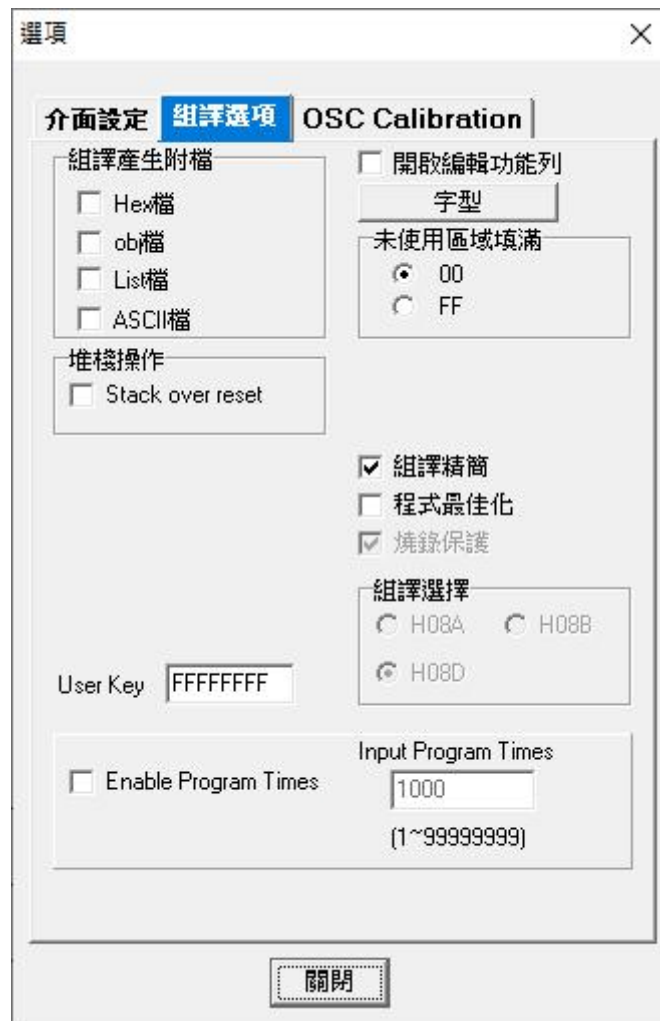 選項
介面設定 組譯選項 OSC Calibration
組譯產生附檔
Hex檔
obj檔
List檔
ASCII檔
開啟編輯功能列
字型
未使用區域填滿
00
FF
堆棧操作
Stack over reset
組譯精簡
程式最佳化
燒錄保護
組譯選擇
H08A H08B
H08D
User Key FFFFFFFF
Enable Program Times
Input Program Times
1000
(1~99999999)
關閉